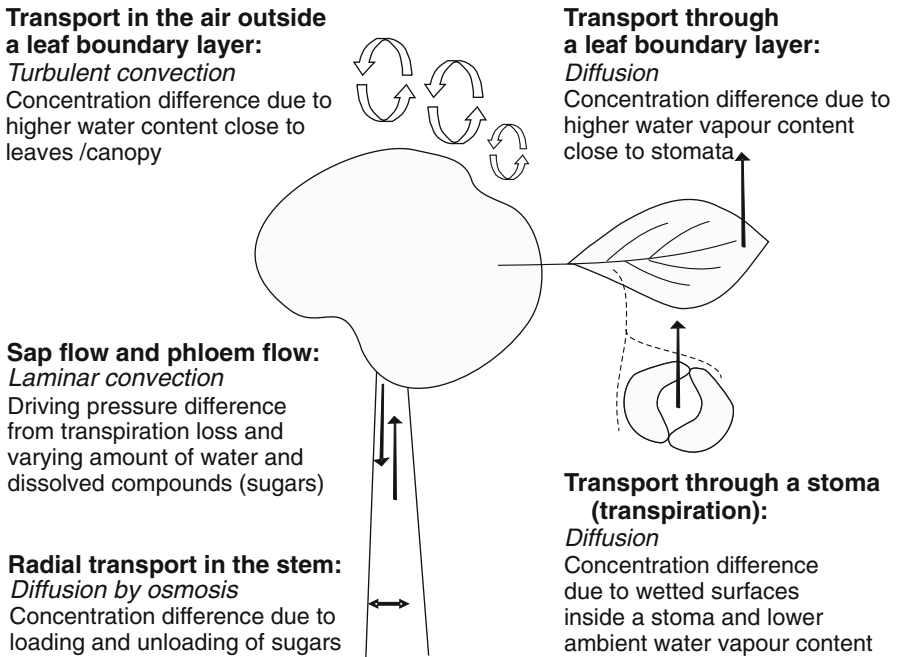 Transport in the air outside
a leaf boundary layer:
Turbulent convection
Concentration difference due to
higher water content close to
leaves /canopy
Transport through
a leaf boundary layer:
Diffusion
Concentration difference due to
higher water vapour content
close to stomata
Sap flow and phloem flow:
Laminar convection
Driving pressure difference
from transpiration loss and
varying amount of water and
dissolved compounds (sugars)
Radial transport in the stem:
Diffusion by osmosis
Concentration difference due to
loading and unloading of sugars
Transport through a stoma
(transpiration):
Diffusion
Concentration difference
due to wetted surfaces
inside a stoma and lower
ambient water vapour content